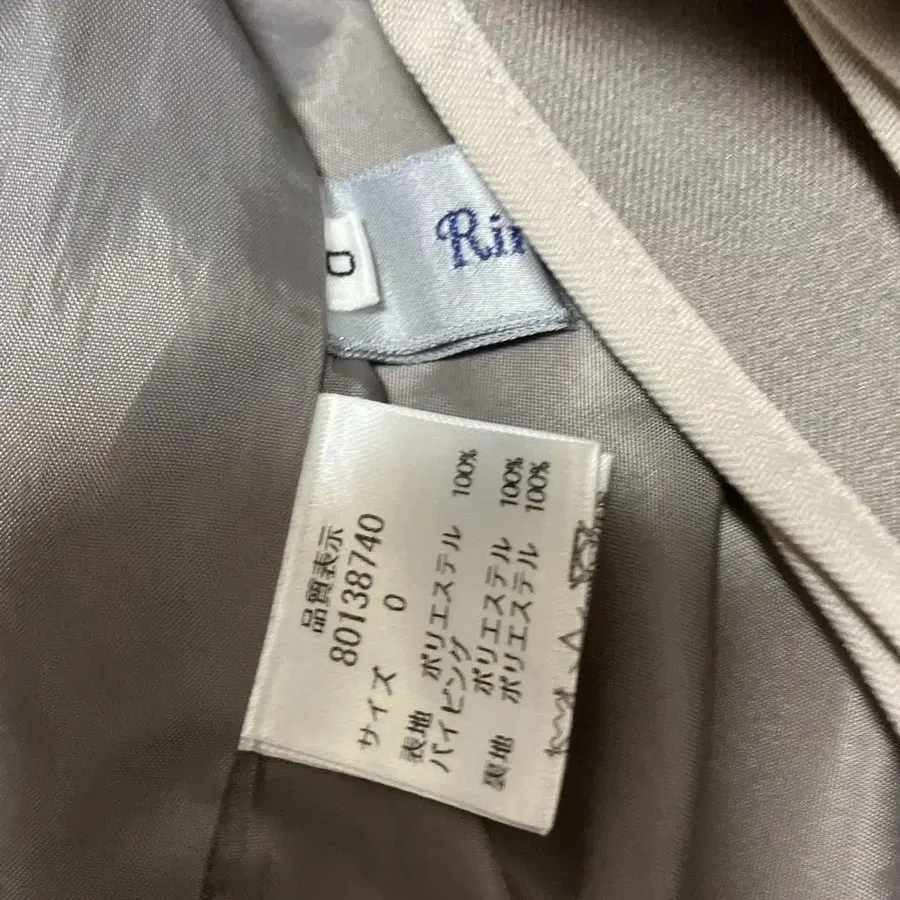 Rin
0
品質表示
80138740
サイズ 0
表地 ポリエステル 100%
パイピング
ポリエステル 100%
裏地 ポリエステル 100%